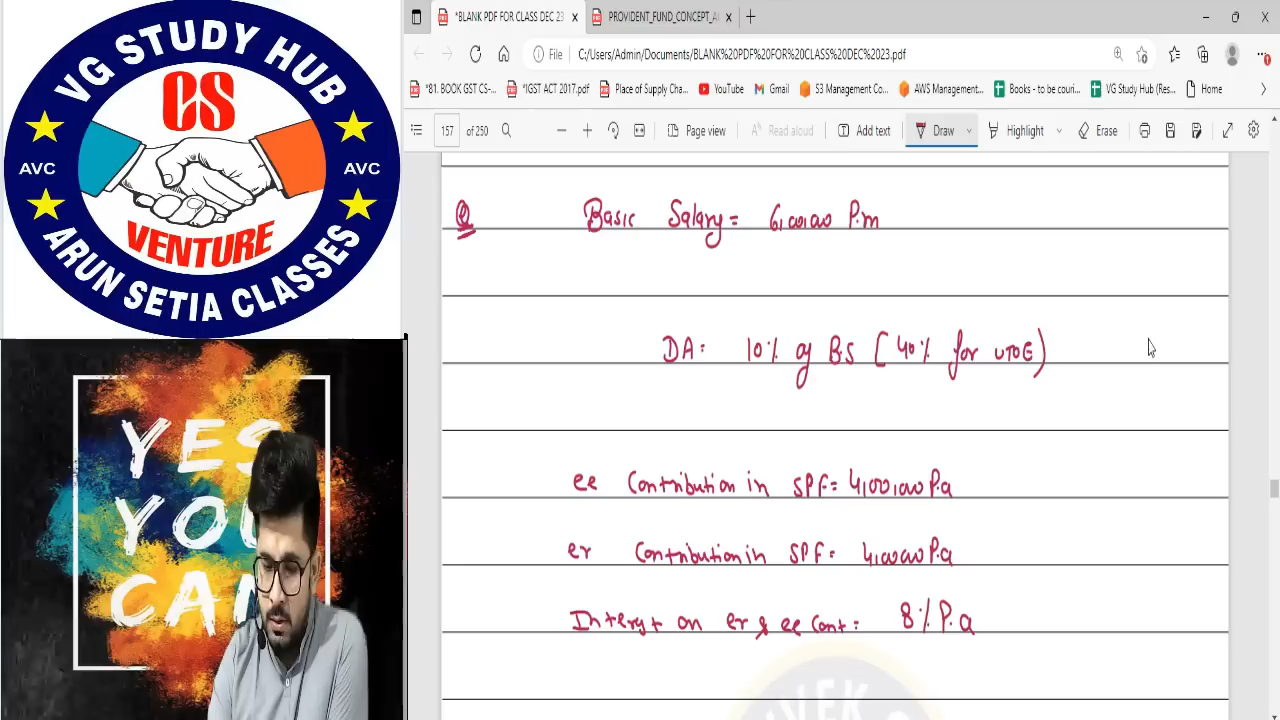 VG STUDY HUB
CS
AVC
AVC
VENTURE
ARUN SETIA CLASSES
YES
YOU
CAN
*BLANK PDF FOR CLASS DEC 23
PROVIDENT_FUND_CONCEPT_A
File
C:/Users/Admin/Documents/BLANK%20PDF%20FOR%20CLASS%20DEC%2023.pdf
*81. BOOK GST CS-...
*IGST ACT 2017.pdf
Place of Supply Cha...
YouTube
Gmail
S3 Management Co...
AWS Management...
Books - to be couri...
VG Study Hub (Res...
Home
157 of 250
Page view
Read aloud
Add text
Draw
Highlight
Erase
Q Basic Salary = 6,00,000 P.m
DA: 10% of B.S [40% for UTOE)
ee Contribution in SPF = 4,00,000 P.a
er Contribution in SPF = 4,00,000 P.a
Interest on er & ee Cont: 8% P.a